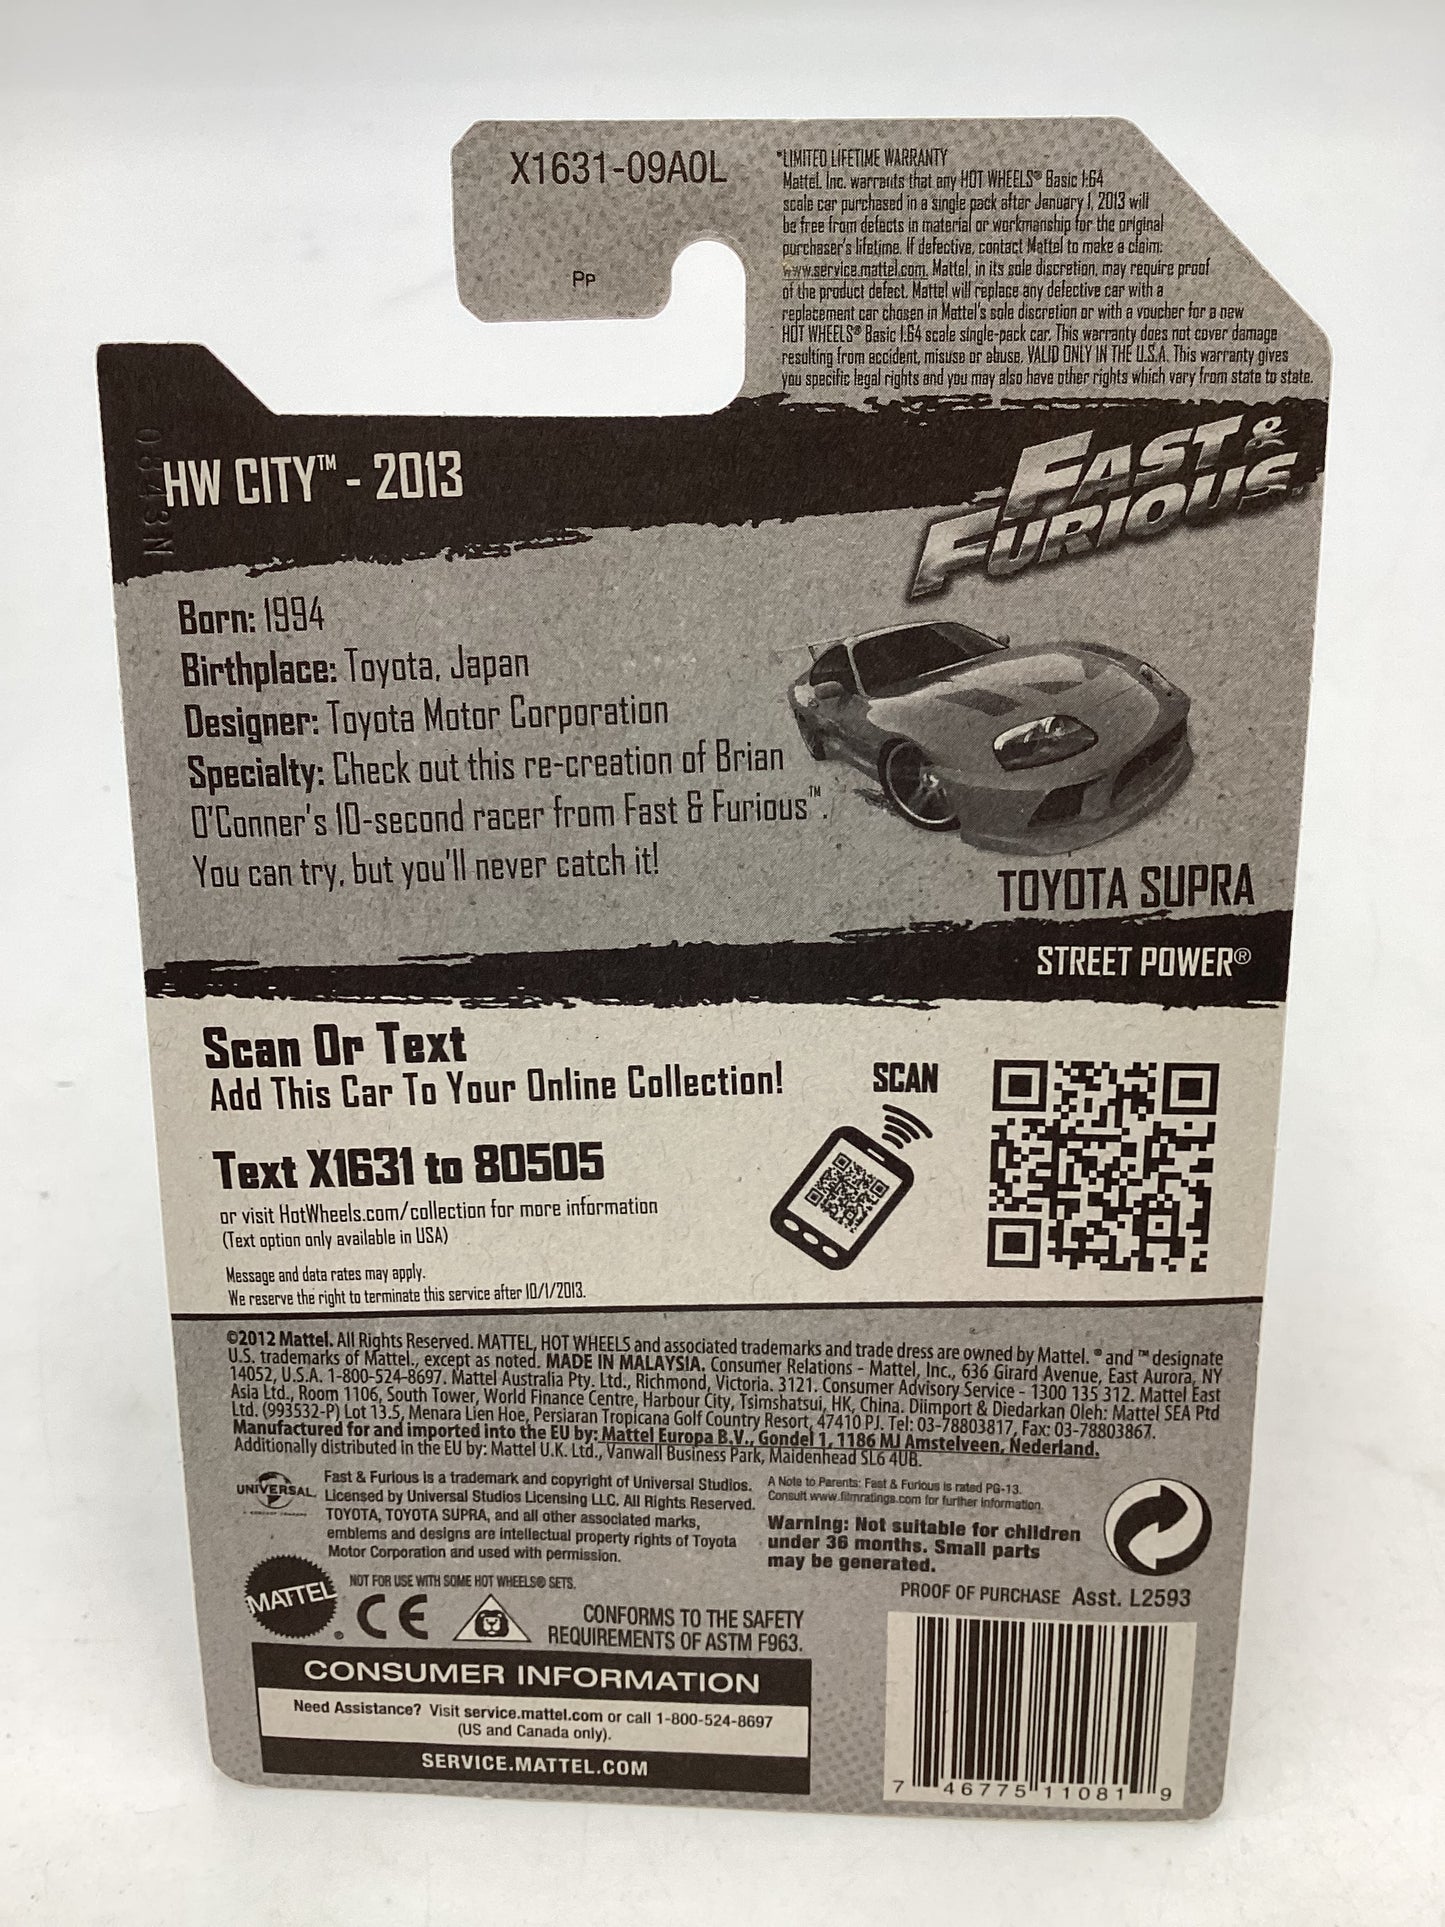 X1631-09A0L
Pp
*LIMITED LIFETIME WARRANTY
Mattel, Inc. warrants that any HOT WHEELS® Basic 1:64
scale car purchased in a single pack after January 1, 2013 will
be free from defects in material or workmanship for the original
purchaser's lifetime. If defective, contact Mattel to make a claim:
www.service.mattel.com. Mattel, in its sole discretion, may require proof
of the product defect. Mattel will replace any defective car with a
replacement car chosen in Mattel's sole discretion or with a voucher for a new
HOT WHEELS® Basic 1:64 scale single-pack car. This warranty does not cover damage
resulting from accident, misuse or abuse. VALID ONLY IN THE U.S.A. This warranty gives
you specific legal rights and you may also have other rights which vary from state to state.
HW CITY™ - 2013
FAST &
FURIOUS
Born: 1994
Birthplace: Toyota, Japan
Designer: Toyota Motor Corporation
Specialty: Check out this re-creation of Brian
O'Conner's 10-second racer from Fast & Furious™.
You can try, but you'll never catch it!
TOYOTA SUPRA
STREET POWER®
Scan Or Text
Add This Car To Your Online Collection!
SCAN
Text X1631 to 80505
or visit HotWheels.com/collection for more information
(Text option only available in USA)
Message and data rates may apply.
We reserve the right to terminate this service after 10/1/2013.
©2012 Mattel. All Rights Reserved. MATTEL, HOT WHEELS and associated trademarks and trade dress are owned by Mattel. ® and ™ designate
U.S. trademarks of Mattel., except as noted. MADE IN MALAYSIA. Consumer Relations - Mattel, Inc., 636 Girard Avenue, East Aurora, NY
14052, U.S.A. 1-800-524-8697. Mattel Australia Pty. Ltd., Richmond, Victoria. 3121. Consumer Advisory Service - 1300 135 312. Mattel East
Asia Ltd., Room 1106, South Tower, World Finance Centre, Harbour City, Tsimshatsui, HK, China. Diimport & Diedarkan Oleh: Mattel SEA Ptd
Ltd. (993532-P) Lot 13.5, Menara Lien Hoe, Persiaran Tropicana Golf Country Resort, 47410 PJ. Tel: 03-78803817, Fax: 03-78803867.
Manufactured for and imported into the EU by: Mattel Europa B.V., Gondel 1, 1186 MJ Amstelveen, Nederland.
Additionally distributed in the EU by: Mattel U.K. Ltd., Vanwall Business Park, Maidenhead SL6 4UB.
UNIVERSAL
Fast & Furious is a trademark and copyright of Universal Studios.
Licensed by Universal Studios Licensing LLC. All Rights Reserved.
TOYOTA, TOYOTA SUPRA, and all other associated marks,
emblems and designs are intellectual property rights of Toyota
Motor Corporation and used with permission.
A Note to Parents: Fast & Furious is rated PG-13.
Consult www.filmratings.com for further information.
Warning: Not suitable for children
under 36 months. Small parts
may be generated.
MATTEL®
NOT FOR USE WITH SOME HOT WHEELS® SETS.
CE
CONFORMS TO THE SAFETY
REQUIREMENTS OF ASTM F963.
PROOF OF PURCHASE Asst. L2593
CONSUMER INFORMATION
Need Assistance? Visit service.mattel.com or call 1-800-524-8697
(US and Canada only).
SERVICE.MATTEL.COM
7 46775 11081 9